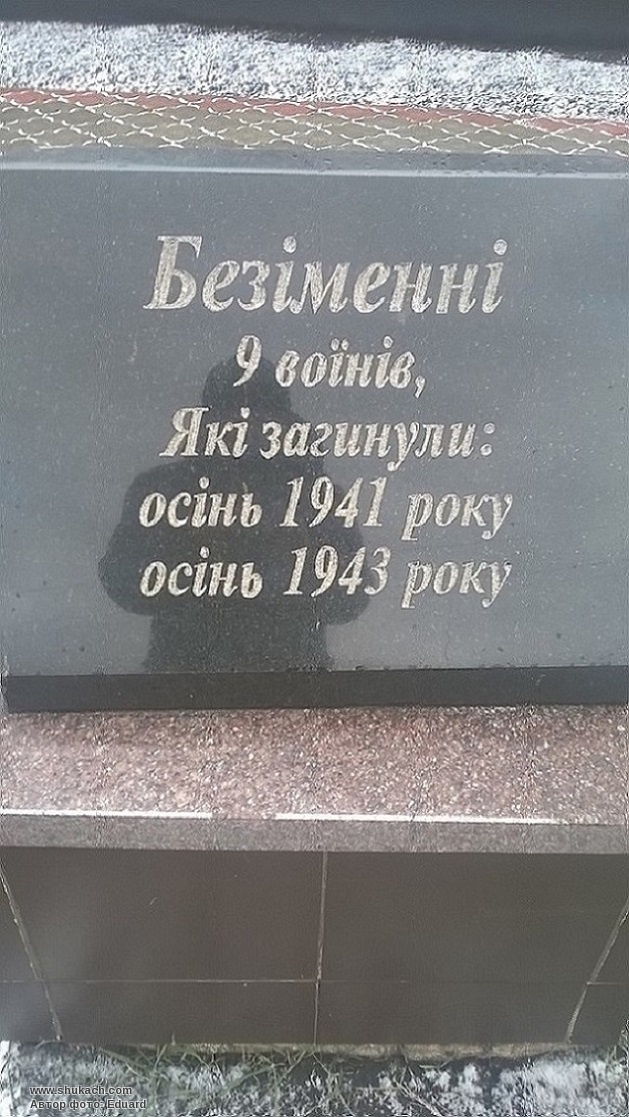 Безіменні
9 воїнів,
Які загинули:
осінь 1941 року
осінь 1943 року
www.shukach.com
Автор фото: Eduard